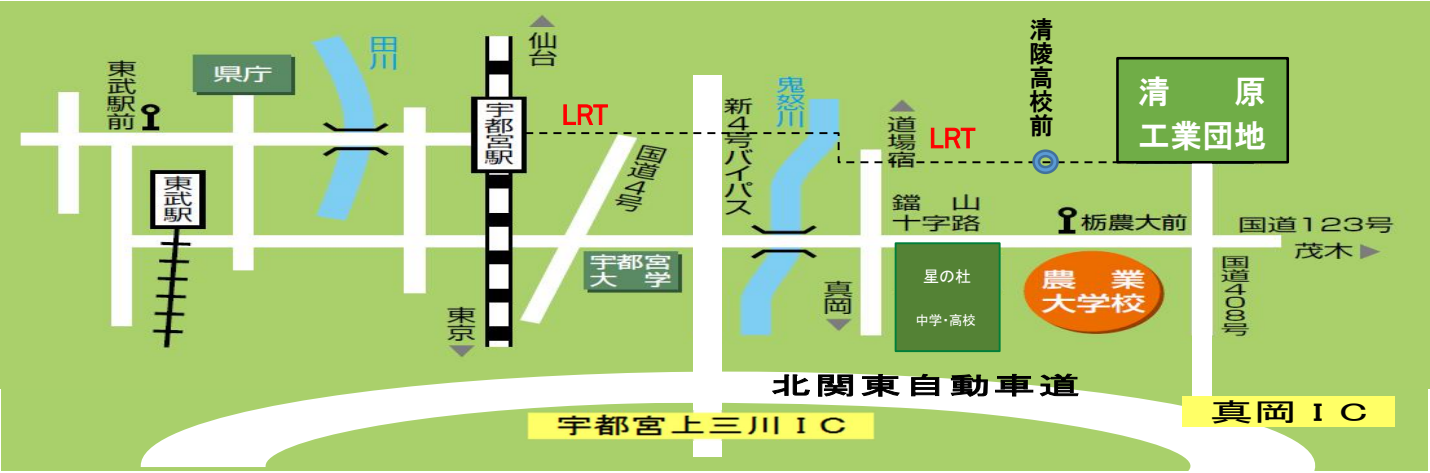 東武駅前
県庁
田川
仙台
宇都宮駅
LRT
国道4号
新4号バイパス
鬼怒川
道場宿
LRT
清陵高校前
清　原
工業団地
東武駅
鐺　山
十字路
栃農大前
国道123号
茂木
宇都宮
大　学
東京
真岡
星の杜
中学・高校
農　業
大学校
国道408号
北関東自動車道
宇都宮上三川ＩＣ
真岡ＩＣ